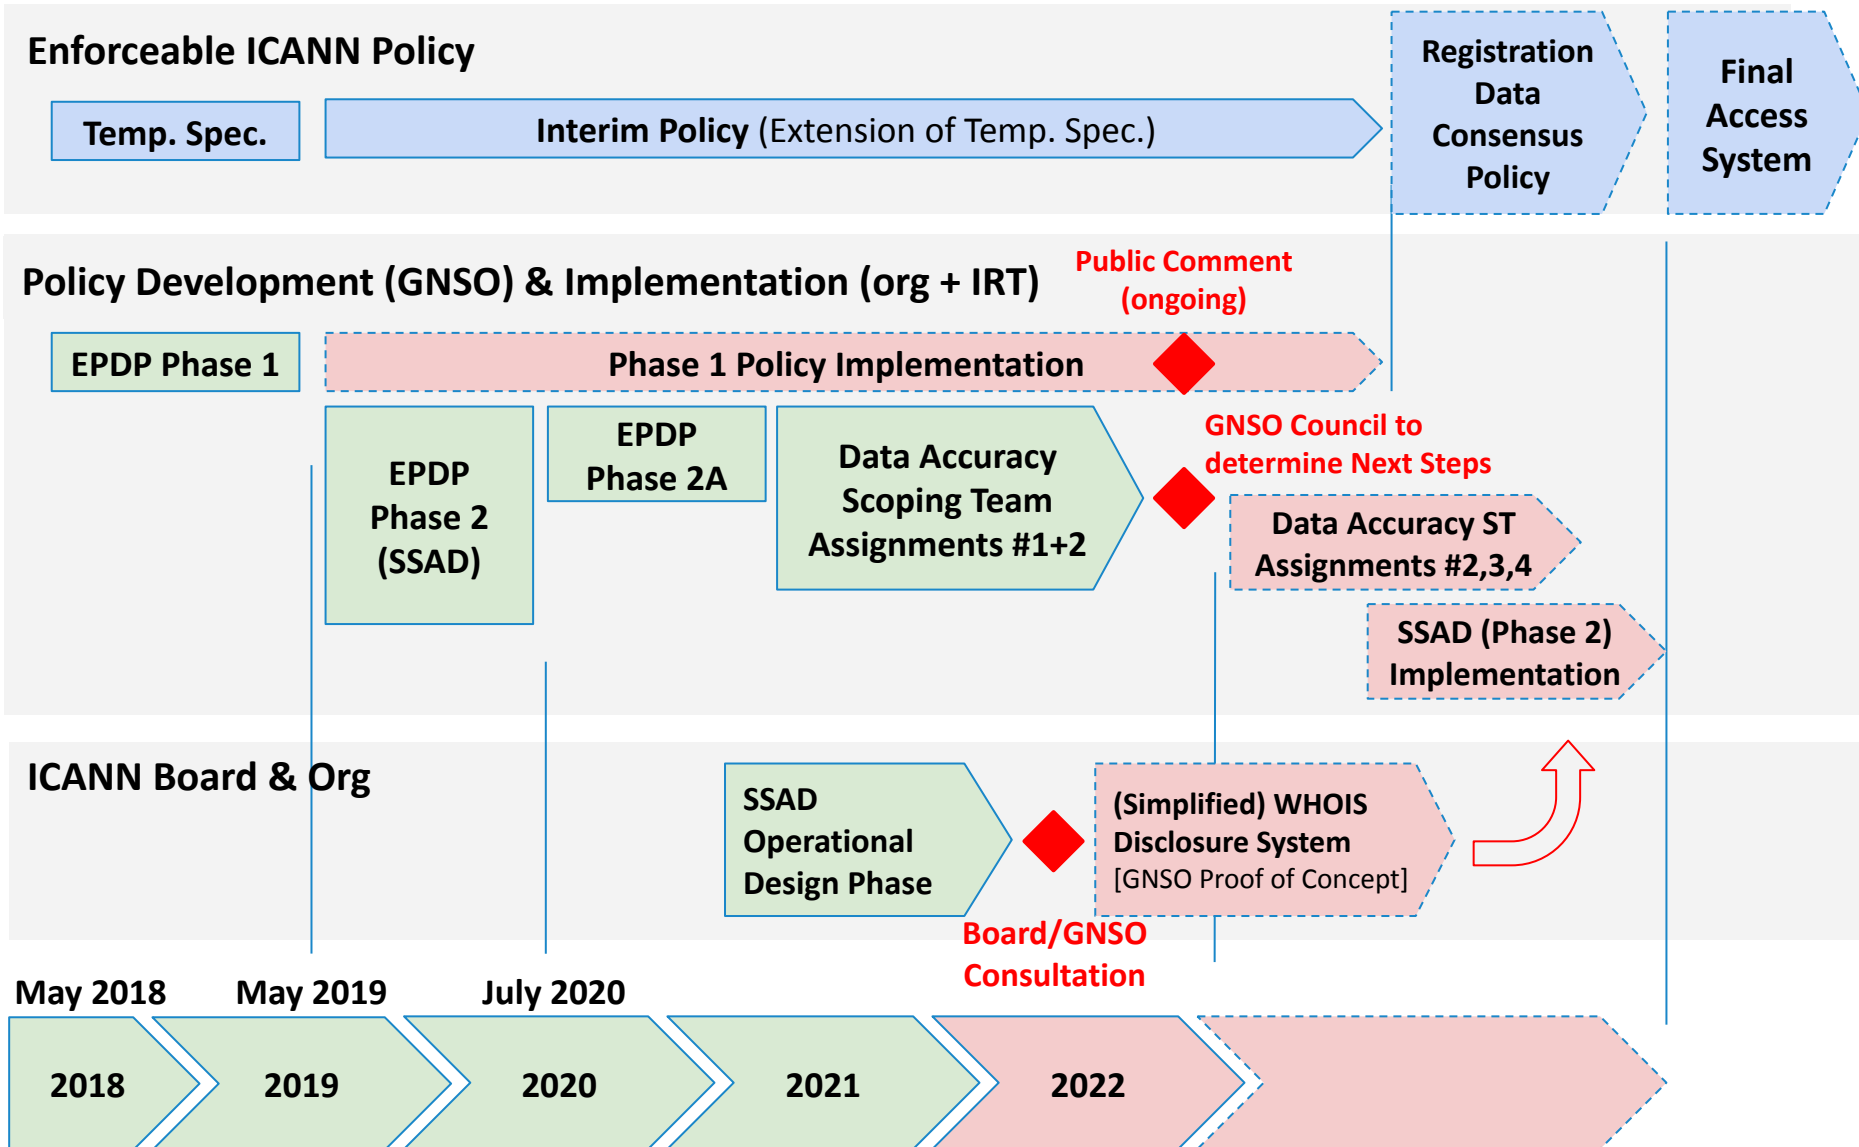 Enforceable ICANN Policy
Temp. Spec.
Interim Policy (Extension of Temp. Spec.)
Registration
Data
Consensus
Policy
Final
Access
System
Policy Development (GNSO) & Implementation (org + IRT)
Public Comment
(ongoing)
EPDP Phase 1
Phase 1 Policy Implementation
EPDP
Phase 2
(SSAD)
EPDP
Phase 2A
Data Accuracy
Scoping Team
Assignments #1+2
GNSO Council to
determine Next Steps
Data Accuracy ST
Assignments #2,3,4
SSAD (Phase 2)
Implementation
ICANN Board & Org
SSAD
Operational
Design Phase
Board/GNSO
Consultation
(Simplified) WHOIS
Disclosure System
[GNSO Proof of Concept]
May 2018
May 2019
July 2020
2018
2019
2020
2021
2022